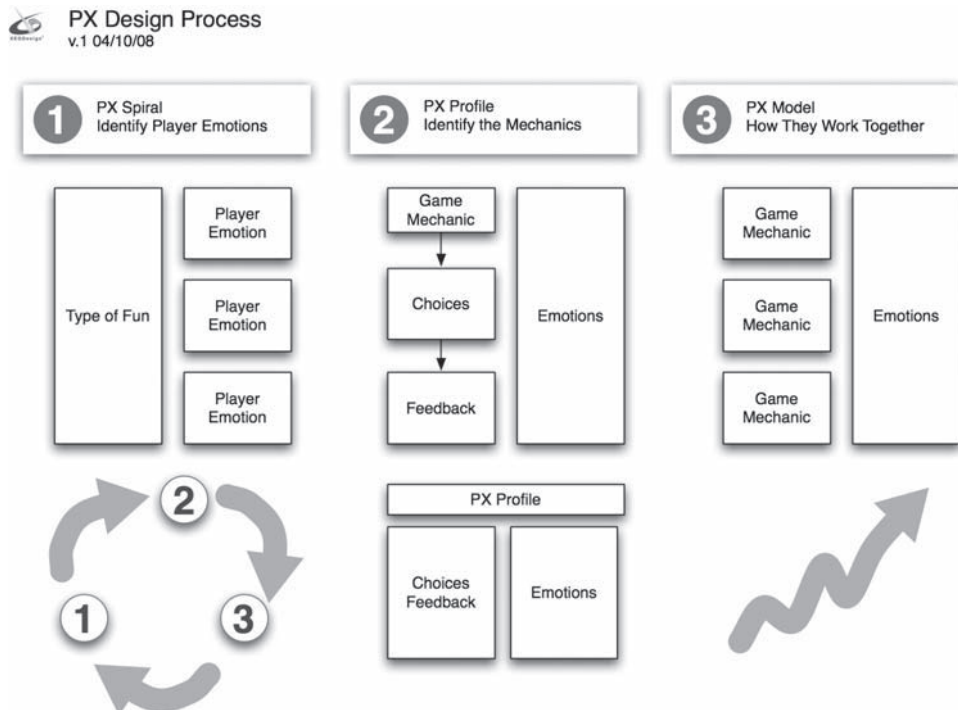 PX Design Process
v.1 04/10/08
1
PX Spiral
Identify Player Emotions
2
PX Profile
Identify the Mechanics
3
PX Model
How They Work Together
Type of Fun
Player
Emotion
Player
Emotion
Player
Emotion
1
2
3
Game
Mechanic
Choices
Feedback
Emotions
PX Profile
Choices
Feedback
Emotions
Game
Mechanic
Game
Mechanic
Game
Mechanic
Emotions